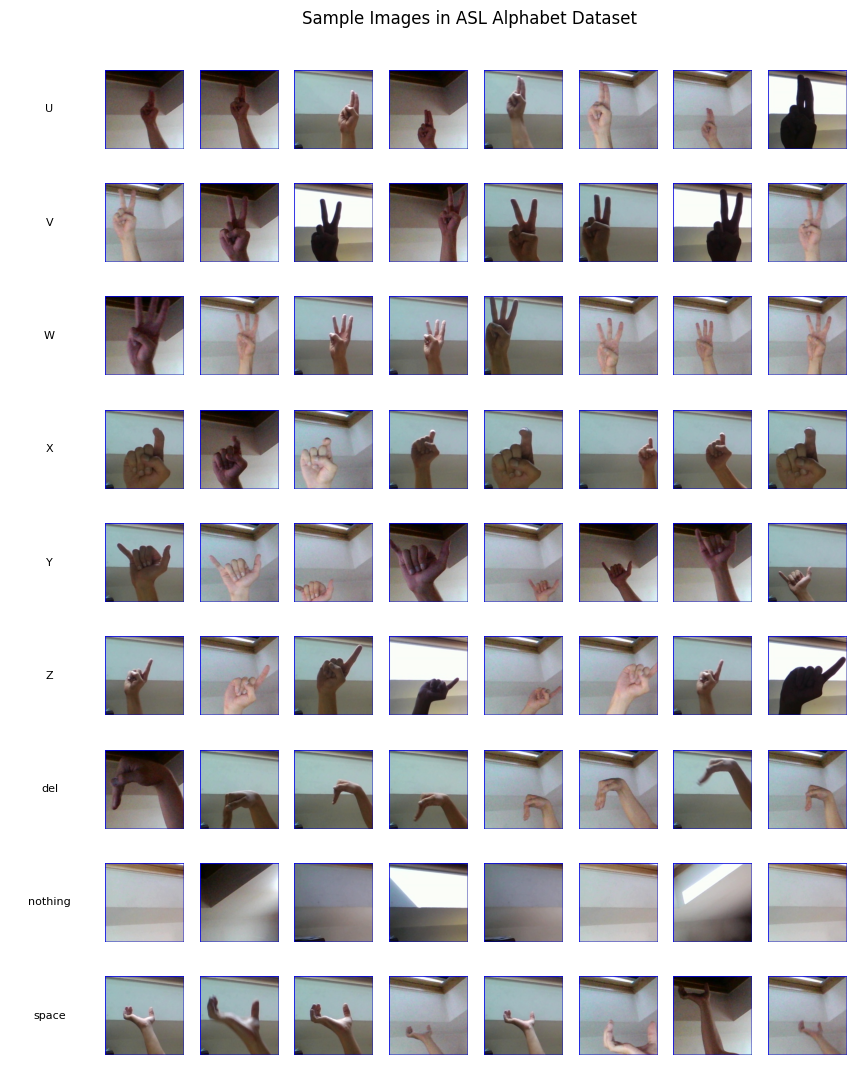 Sample Images in ASL Alphabet Dataset
U
V
W
X
Y
Z
del
nothing
space